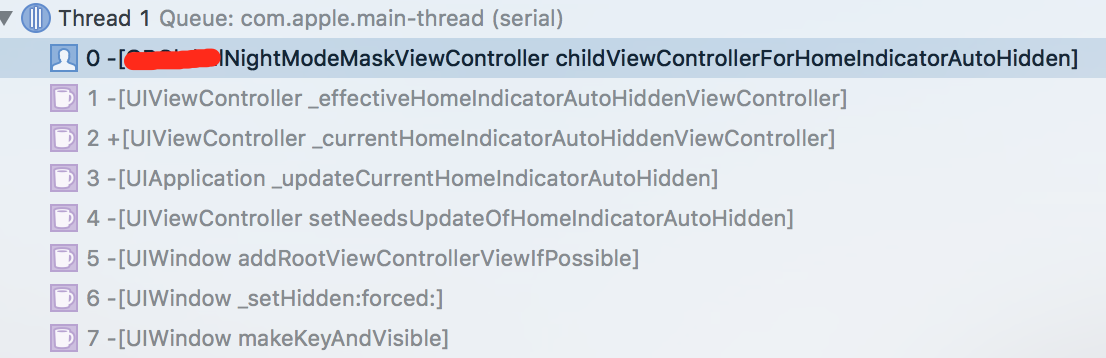 Thread 1 Queue: com.apple.main-thread (serial)
0 -[ NightModeMaskViewController childViewControllerForHomeIndicatorAutoHidden]
1 -[UIViewController _effectiveHomeIndicatorAutoHiddenViewController]
2 +[UIViewController _currentHomeIndicatorAutoHiddenViewController]
3 -[UIApplication _updateCurrentHomeIndicatorAutoHidden]
4 -[UIViewController setNeedsUpdateOfHomeIndicatorAutoHidden]
5 -[UIWindow addRootViewControllerViewIfPossible]
6 -[UIWindow _setHidden:forced:]
7 -[UIWindow makeKeyAndVisible]